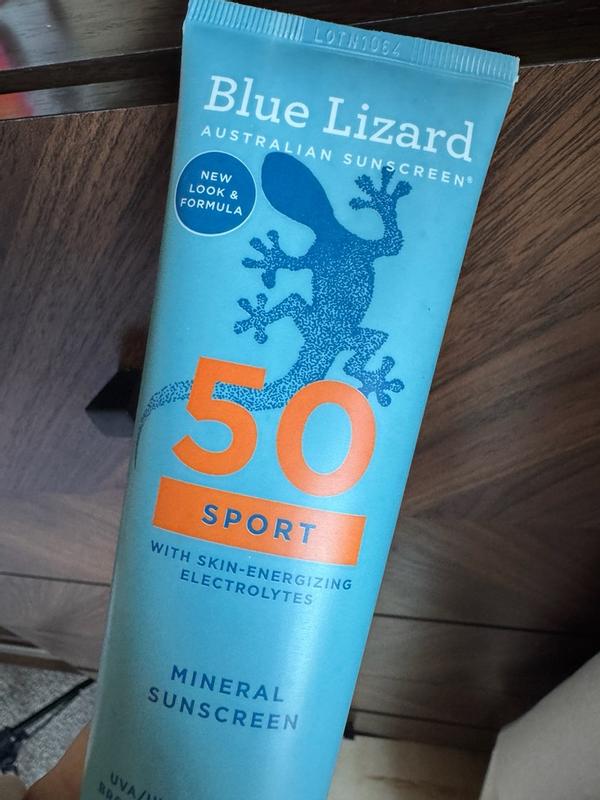 LOTN1064
Blue Lizard
AUSTRALIAN SUNSCREEN®
NEW
LOOK &
FORMULA
50
SPORT
WITH SKIN-ENERGIZING
ELECTROLYTES
MINERAL
SUNSCREEN